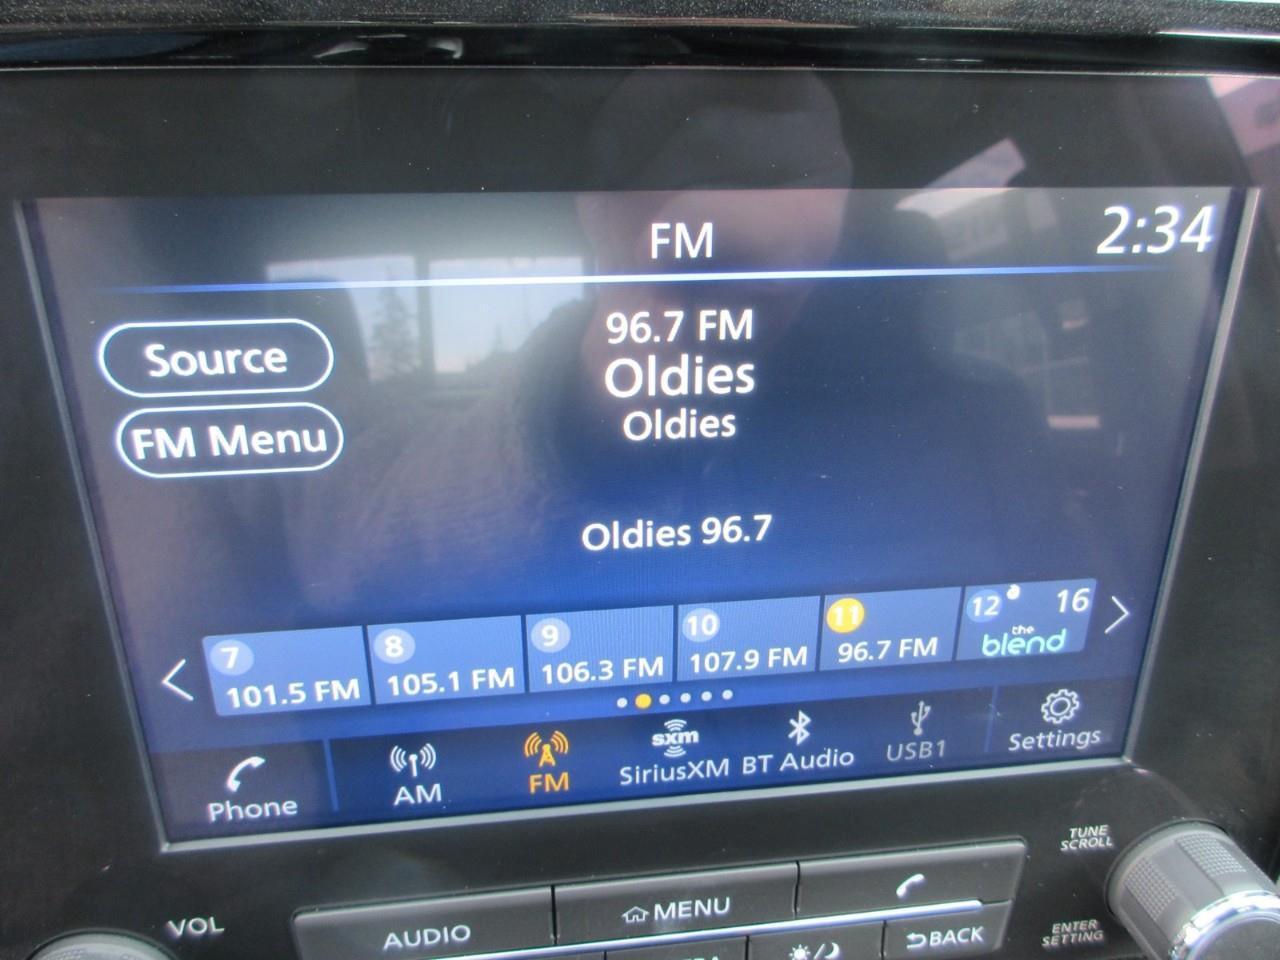 FM
2:34
Source
FM Menu
96.7 FM
Oldies
Oldies
Oldies 96.7
7
101.5 FM
8
105.1 FM
9
106.3 FM
10
107.9 FM
11
96.7 FM
12
16
the
blend
Phone
AM
FM
sxm
SiriusXM
BT Audio
USB1
Settings
VOL
AUDIO
MENU
BACK
TUNE
SCROLL
ENTER
SETTING